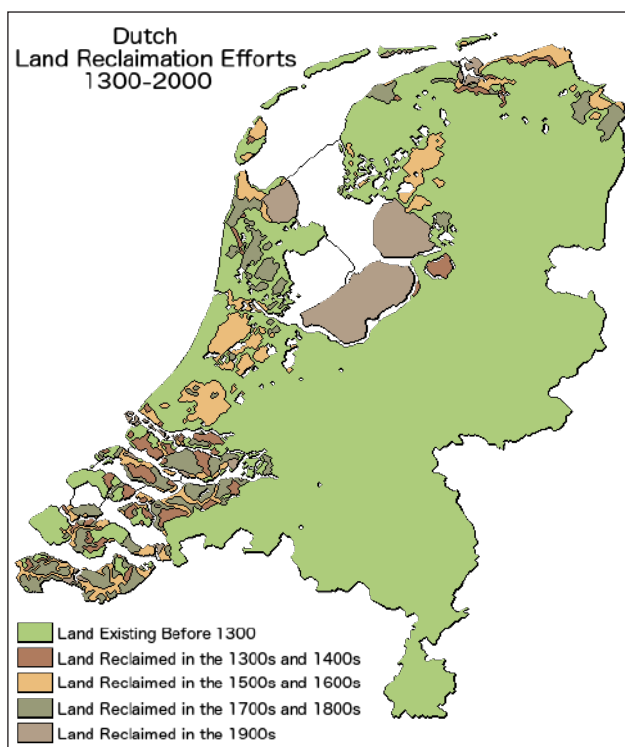 Dutch
Land Reclaimation Efforts
1300-2000
Land Existing Before 1300
Land Reclaimed in the 1300s and 1400s
Land Reclaimed in the 1500s and 1600s
Land Reclaimed in the 1700s and 1800s
Land Reclaimed in the 1900s